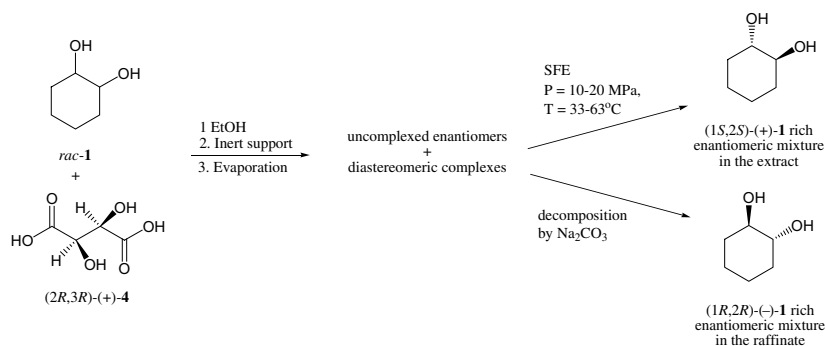 OH
OH
rac-1
+
O
H
OH
OH
HO
H
OH
O
(2R,3R)-(+)-4
1 EtOH
2. Inert support
3. Evaporation
uncomplexed enantiomers
+
diastereomeric complexes
SFE
P = 10-20 MPa,
T = 33-63°C
decomposition
by Na₂CO₃
OH
OH
(1S,2S)-(+)-1 rich
enantiomeric mixture
in the extract
OH
OH
(1R,2R)-(–)-1 rich
enantiomeric mixture
in the raffinate